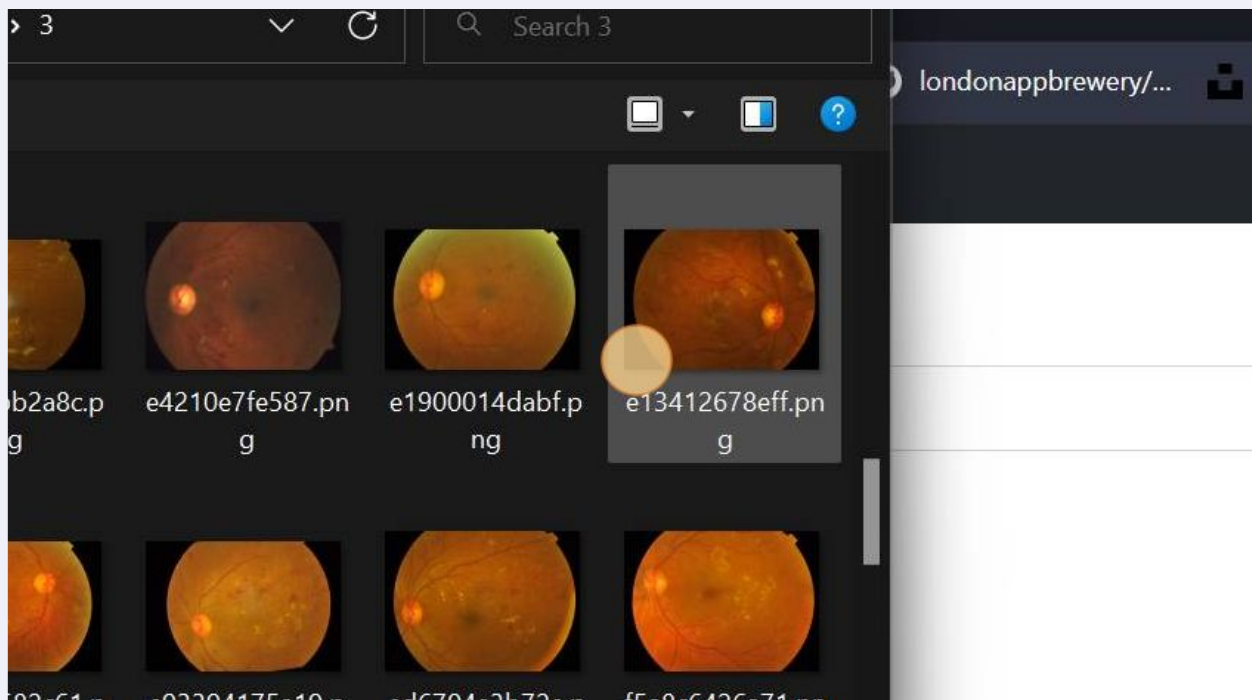 › 3
Search 3
londonappbrewery/...
?
b2a8c.p
g
e4210e7fe587.pn
g
e1900014dabf.p
ng
e13412678eff.pn
g